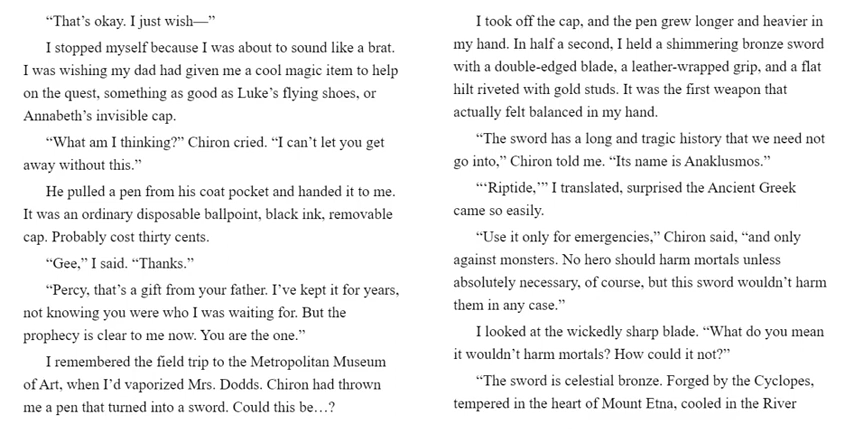 “That’s okay. I just wish—”
I stopped myself because I was about to sound like a brat.
I was wishing my dad had given me a cool magic item to help
on the quest, something as good as Luke’s flying shoes, or
Annabeth’s invisible cap.
“What am I thinking?” Chiron cried. “I can’t let you get
away without this.”
He pulled a pen from his coat pocket and handed it to me.
It was an ordinary disposable ballpoint, black ink, removable
cap. Probably cost thirty cents.
“Gee,” I said. “Thanks.”
“Percy, that’s a gift from your father. I’ve kept it for years,
not knowing you were who I was waiting for. But the
prophecy is clear to me now. You are the one.”
I remembered the field trip to the Metropolitan Museum
of Art, when I’d vaporized Mrs. Dodds. Chiron had thrown
me a pen that turned into a sword. Could this be…?
I took off the cap, and the pen grew longer and heavier in
my hand. In half a second, I held a shimmering bronze sword
with a double-edged blade, a leather-wrapped grip, and a flat
hilt riveted with gold studs. It was the first weapon that
actually felt balanced in my hand.
“The sword has a long and tragic history that we need not
go into,” Chiron told me. “Its name is Anaklusmos.”
“‘Riptide,’” I translated, surprised the Ancient Greek
came so easily.
“Use it only for emergencies,” Chiron said, “and only
against monsters. No hero should harm mortals unless
absolutely necessary, of course, but this sword wouldn’t harm
them in any case.”
I looked at the wickedly sharp blade. “What do you mean
it wouldn’t harm mortals? How could it not?”
“The sword is celestial bronze. Forged by the Cyclopes,
tempered in the heart of Mount Etna, cooled in the River